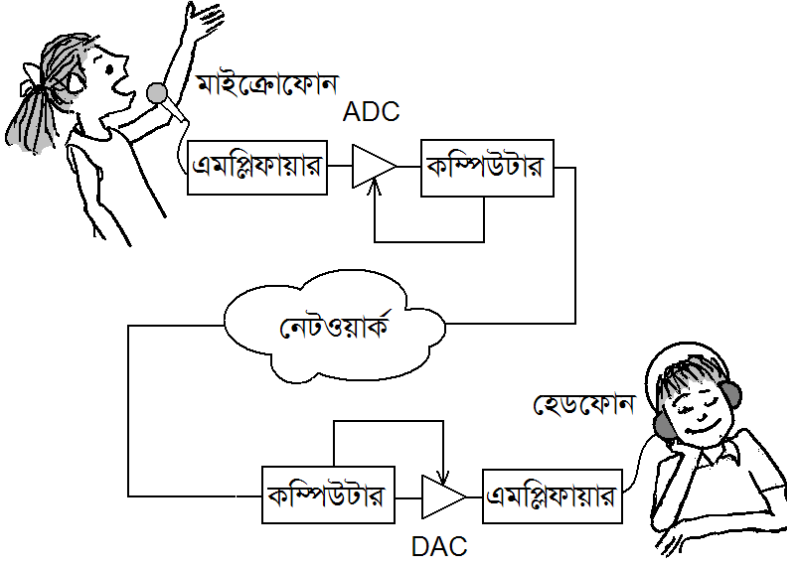 মাইক্রোফোন
ADC
এমপ্লিফায়ার
কম্পিউটার
নেটওয়ার্ক
হেডফোন
কম্পিউটার
এমপ্লিফায়ার
DAC